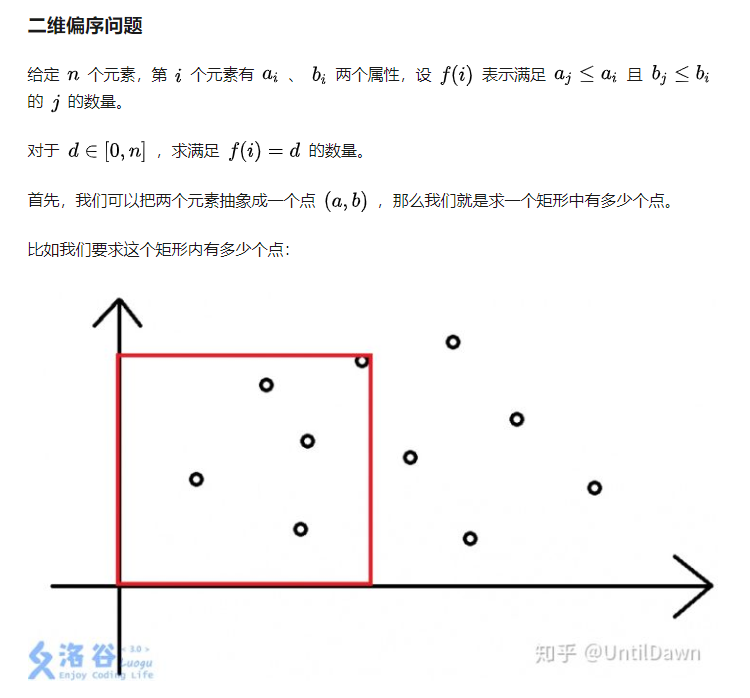 二维偏序问题
给定 n 个元素，第 i 个元素有 a_i 、 b_i 两个属性，设 f(i) 表示满足 a_j ≤ a_i 且 b_j ≤ b_i
的 j 的数量。
对于 d ∈ [0, n] ，求满足 f(i) = d 的数量。
首先，我们可以把两个元素抽象成一个点 (a, b) ，那么我们就是求一个矩形中有多少个点。
比如我们要求这个矩形内有多少个点：
洛谷 < 3.0 >
Luogu
Enjoy Coding Life
知乎 @UntilDawn